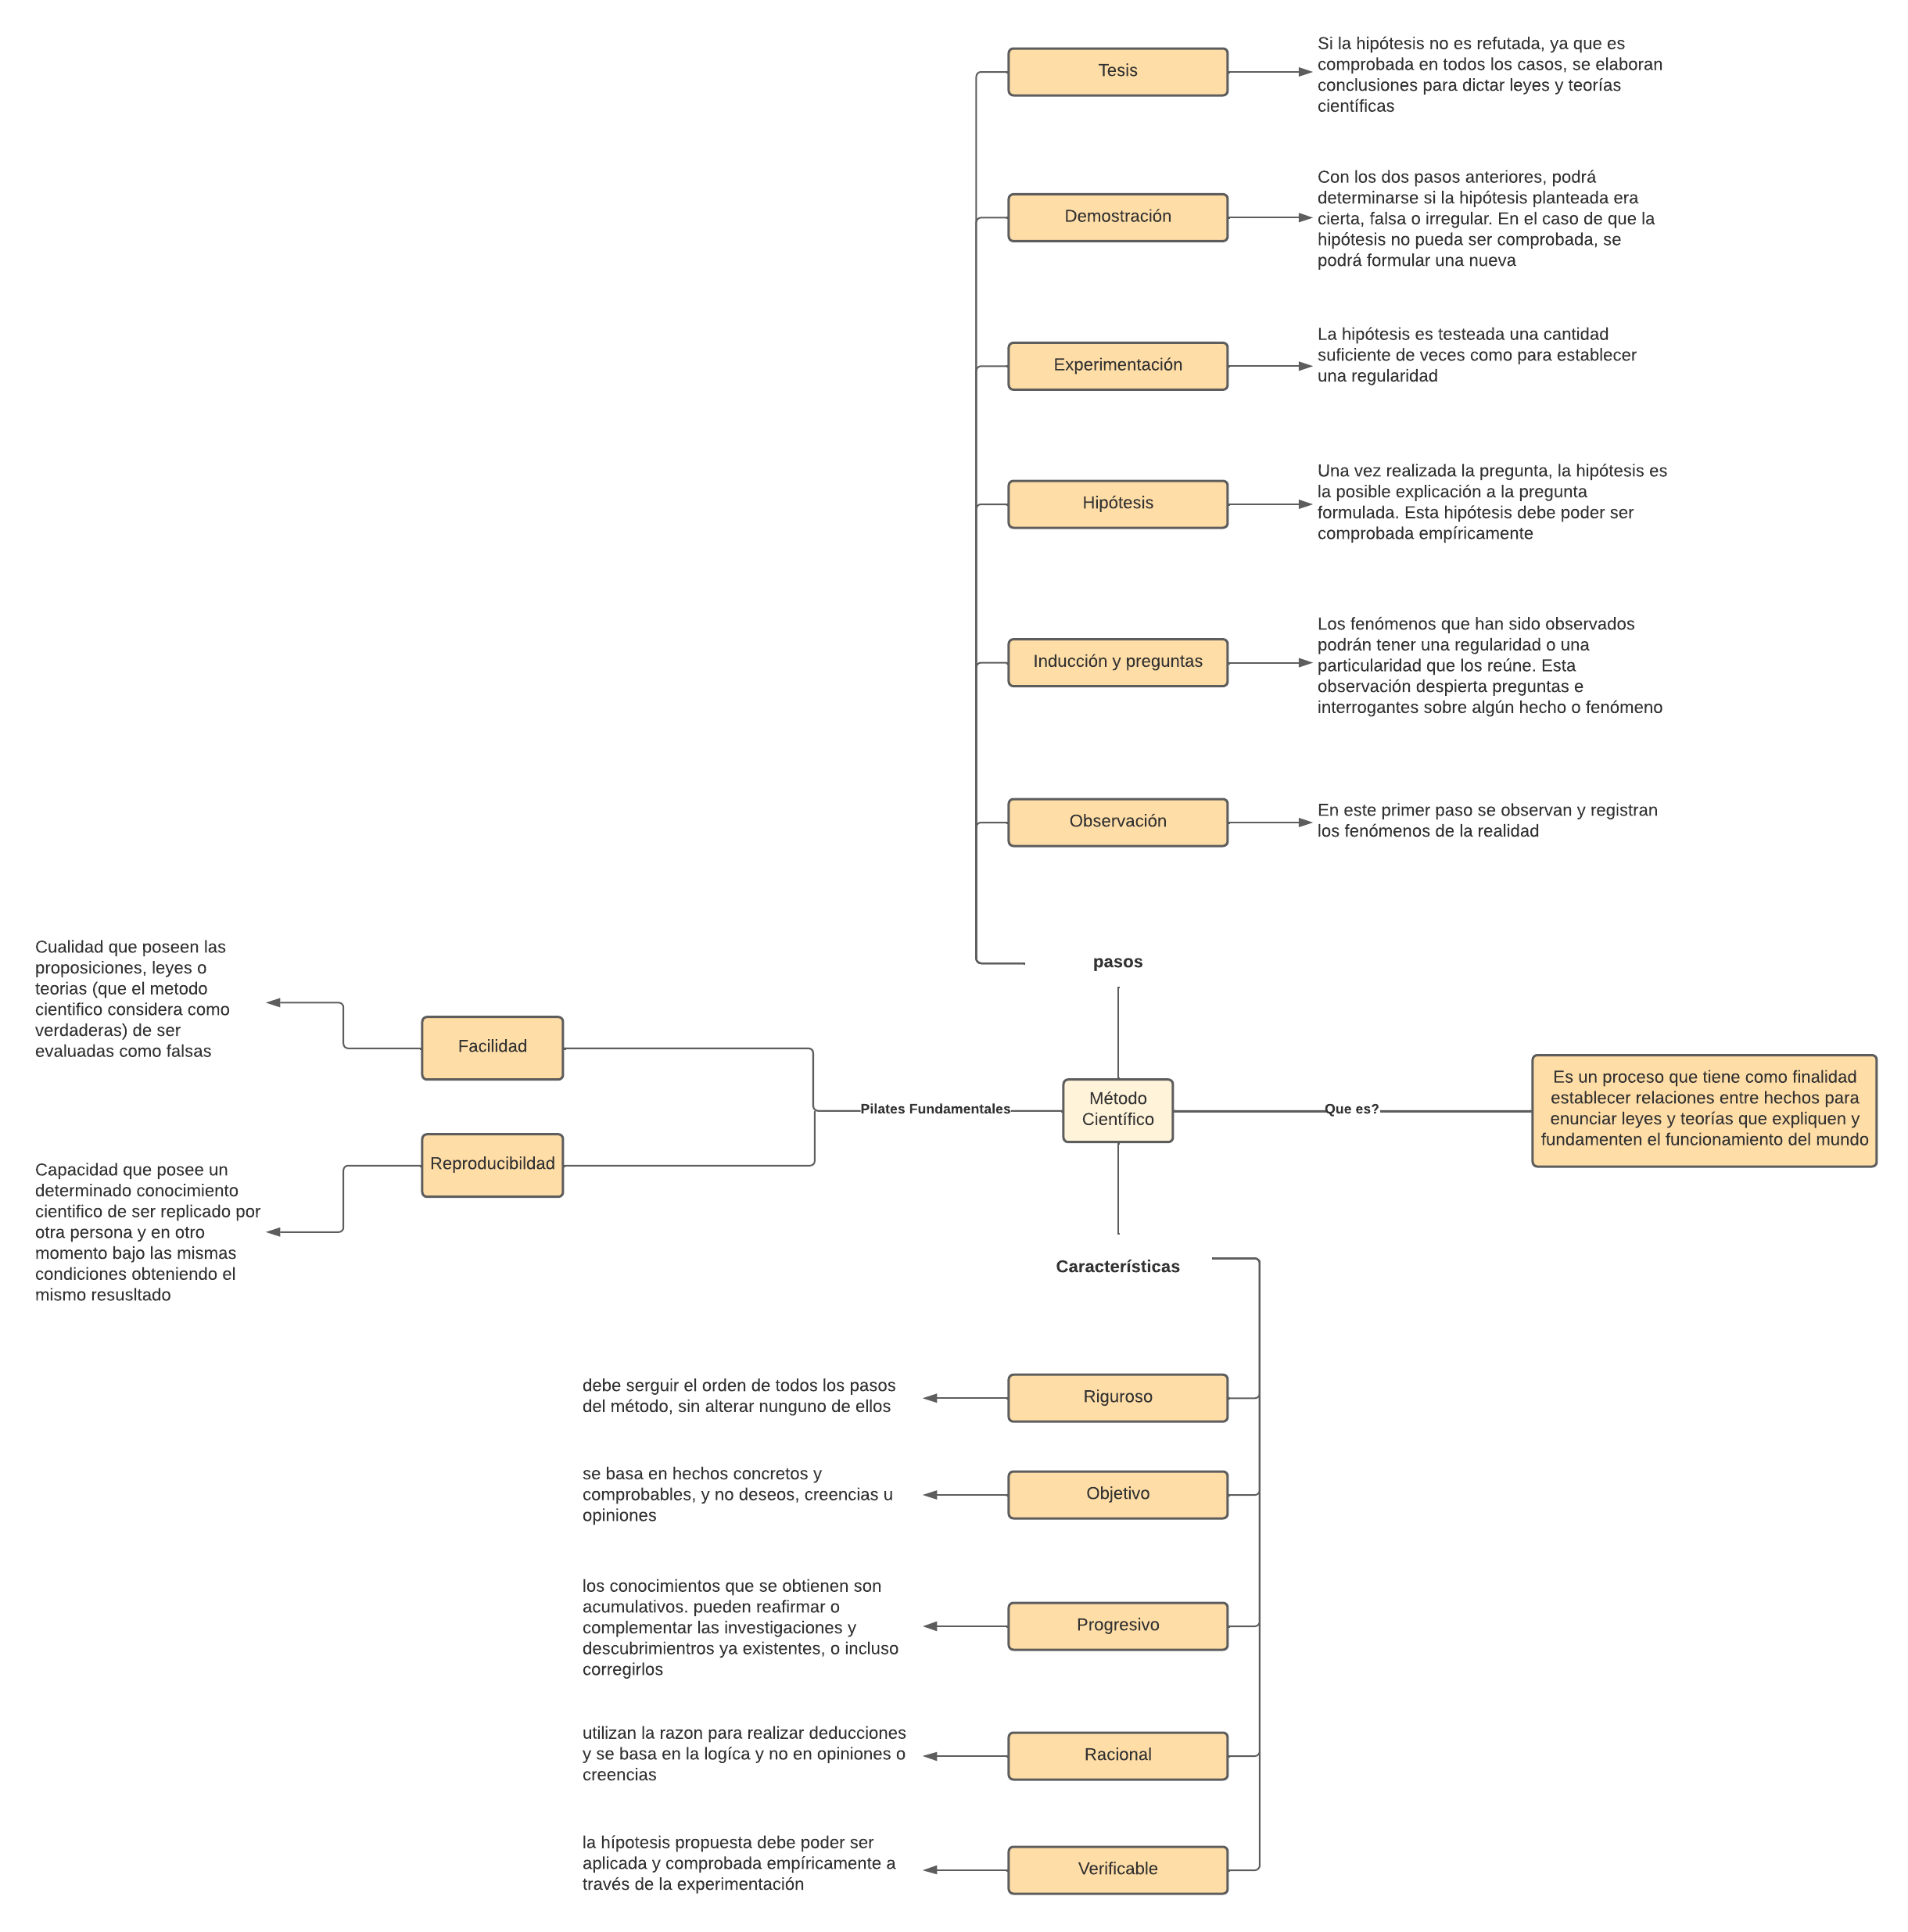 Tesis
Si la hipótesis no es refutada, ya que es
comprobada en todos los casos, se elaboran
conclusiones para dictar leyes y teorías
científicas
Demostración
Con los dos pasos anteriores, podrá
determinarse si la hipótesis planteada era
cierta, falsa o irregular. En el caso de que la
hipótesis no pueda ser comprobada, se
podrá formular una nueva
Experimentación
La hipótesis es testeada una cantidad
suficiente de veces como para establecer
una regularidad
Hipótesis
Una vez realizada la pregunta, la hipótesis es
la posible explicación a la pregunta
formulada. Esta hipótesis debe poder ser
comprobada empíricamente
Inducción y preguntas
Los fenómenos que han sido observados
podrán tener una regularidad o una
particularidad que los reúne. Esta
observación despierta preguntas e
interrogantes sobre algún hecho o fenómeno
Observación
En este primer paso se observan y registran
los fenómenos de la realidad
pasos
Cualidad que poseen las
proposiciones, leyes o
teorias (que el metodo
cientifico considera como
verdaderas) de ser
evaluadas como falsas
Facilidad
Pilates Fundamentales
Método
Científico
Que es?
Es un proceso que tiene como finalidad
establecer relaciones entre hechos para
enunciar leyes y teorías que expliquen y
fundamenten el funcionamiento del mundo
Reproducibildad
Capacidad que posee un
determinado conocimiento
cientifico de ser replicado por
otra persona y en otro
momento bajo las mismas
condiciones obteniendo el
mismo resusltado
Características
debe serguir el orden de todos los pasos
del método, sin alterar nunguno de ellos
Riguroso
se basa en hechos concretos y
comprobables, y no deseos, creencias u
opiniones
Objetivo
los conocimientos que se obtienen son
acumulativos. pueden reafirmar o
complementar las investigaciones y
descubrimientros ya existentes, o incluso
corregirlos
Progresivo
utilizan la razon para realizar deducciones
y se basa en la logíca y no en opiniones o
creencias
Racional
la hípotesis propuesta debe poder ser
aplicada y comprobada empíricamente a
través de la experimentación
Verificable